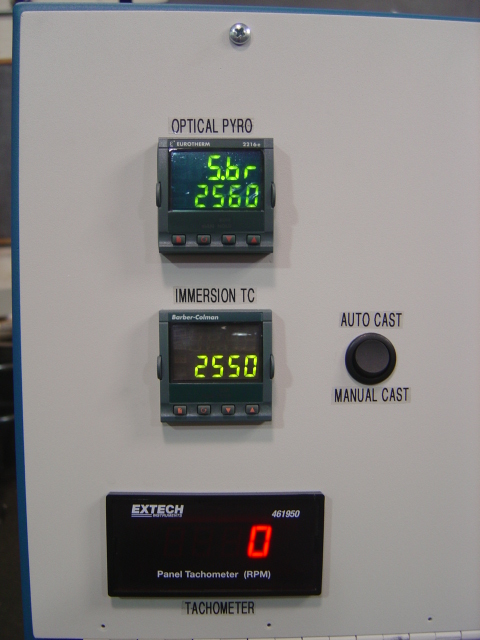 OPTICAL PYRO
EUROTHERM 2216e
S.br
2560
IMMERSION TC
Barber-Colman
2550
AUTO CAST
MANUAL CAST
EXTECH 461950
INSTRUMENTS
0
Panel Tachometer (RPM)
TACHOMETER